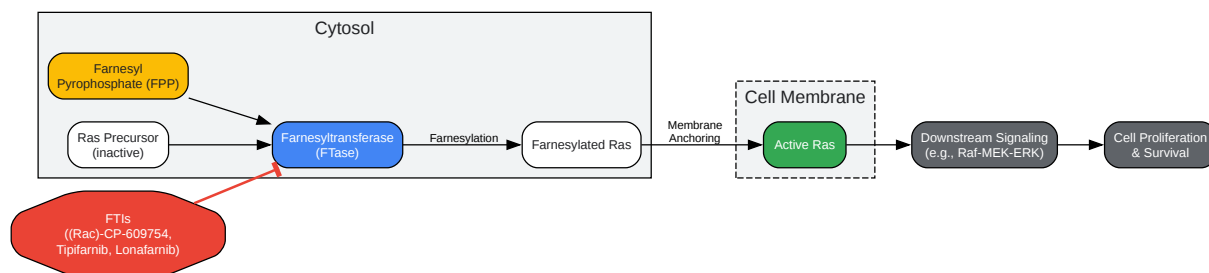 Cytosol
Farnesyl
Pyrophosphate (FPP)
Ras Precursor
(inactive)
Farnesyltransferase
(FTase)
Farnesylation
Farnesylated Ras
Membrane
Anchoring
Cell Membrane
Active Ras
Downstream Signaling
(e.g., Raf-MEK-ERK)
Cell Proliferation
& Survival
FTIs
((Rac)-CP-609754,
Tipifarnib, Lonafarnib)